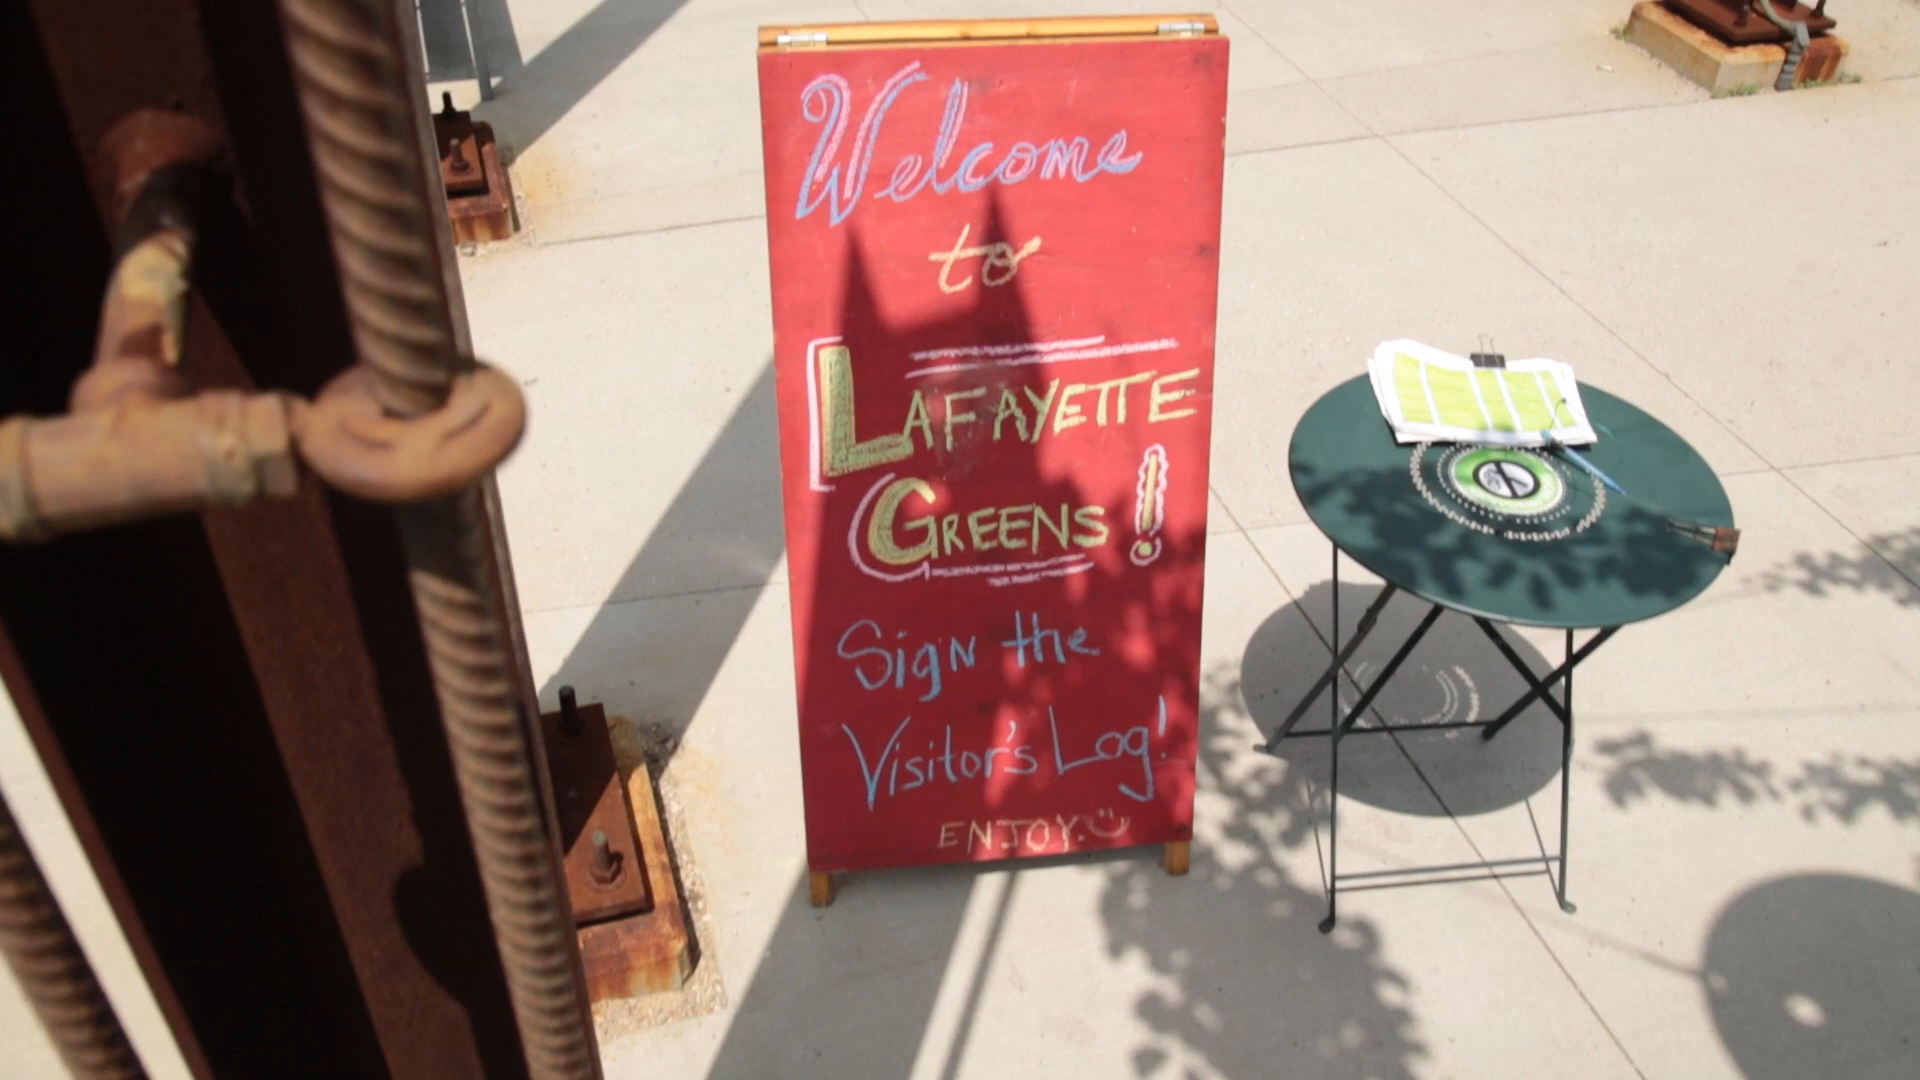 Welcome
to
LAFAYETTE
GREENS!
Sign the
Visitor's Log!
ENJOY.